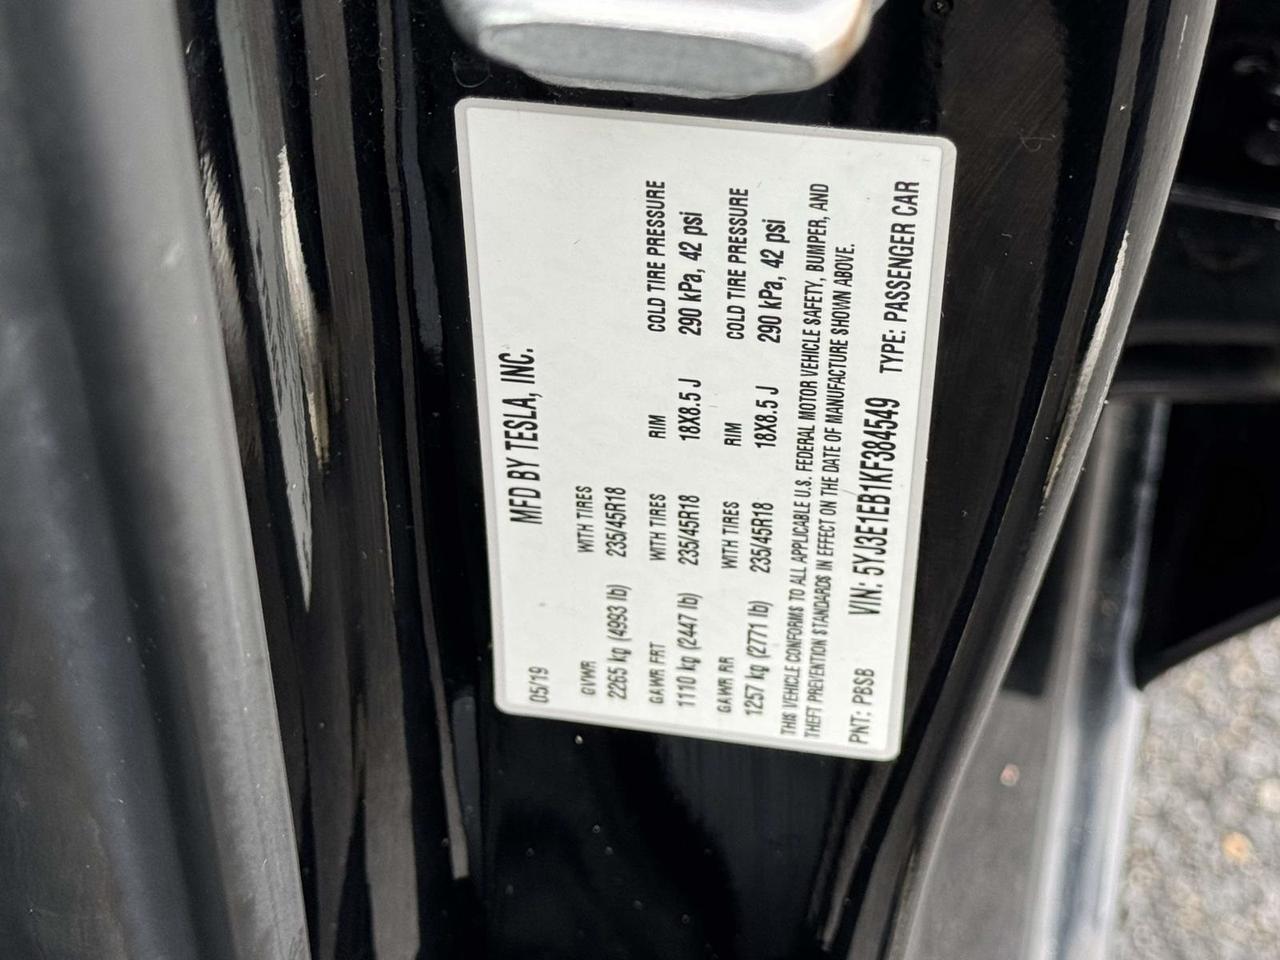 MFD BY TESLA, INC.
05/19
GVWR WITH TIRES
2265 kg (4993 lb) 235/45R18
GAWR FRT WITH TIRES RIM COLD TIRE PRESSURE
1110 kg (2447 lb) 235/45R18 18X8.5 J 290 kPa, 42 psi
GAWR RR WITH TIRES RIM COLD TIRE PRESSURE
1257 kg (2771 lb) 235/45R18 18X8.5 J 290 kPa, 42 psi
THIS VEHICLE CONFORMS TO ALL APPLICABLE U.S. FEDERAL MOTOR VEHICLE SAFETY, BUMPER, AND
THEFT PREVENTION STANDARDS IN EFFECT ON THE DATE OF MANUFACTURE SHOWN ABOVE.
PNT: PBSB VIN: 5YJ3E1EB1KF384549 TYPE: PASSENGER CAR